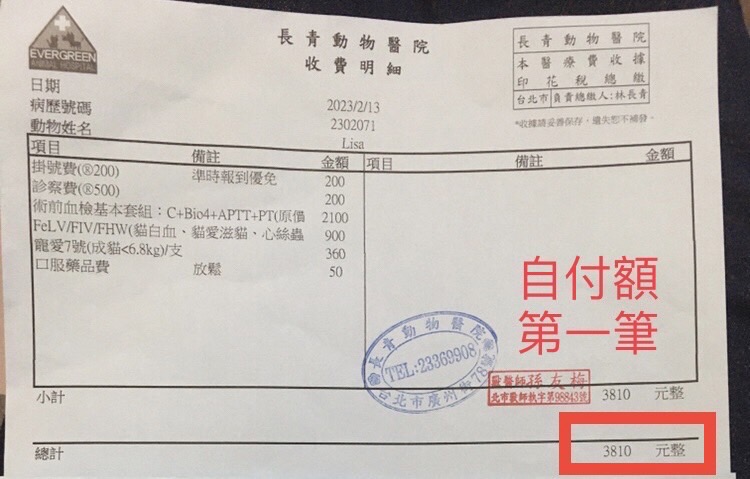 EVERGREEN
ANIMAL HOSPITAL
長青動物醫院
收費明細
長青動物醫院
本醫療費收據
印花稅總繳
台北市 負責總繳人:林長青
*收據請妥善保存,遺失恕不補發。
日期 2023/2/13
病歷號碼 2302071
動物姓名 Lisa
項目 備註 金額 項目 備註 金額
掛號費(®200) 準時報到優免 200
診察費(®500) 200
術前血檢基本套組:C+Bio4+APTT+PT(原價 2100
FeLV/FIV/FHW(貓白血、貓愛滋貓、心絲蟲 900
寵愛7號(成貓<6.8kg)/支 360
口服藥品費 放鬆 50
自付額
第一筆
長青動物醫院
TEL:23369908
台北市廣州街78號
獸醫師孫友梅
北市獸師執字第98843號
小計 3810 元整
總計 3810 元整